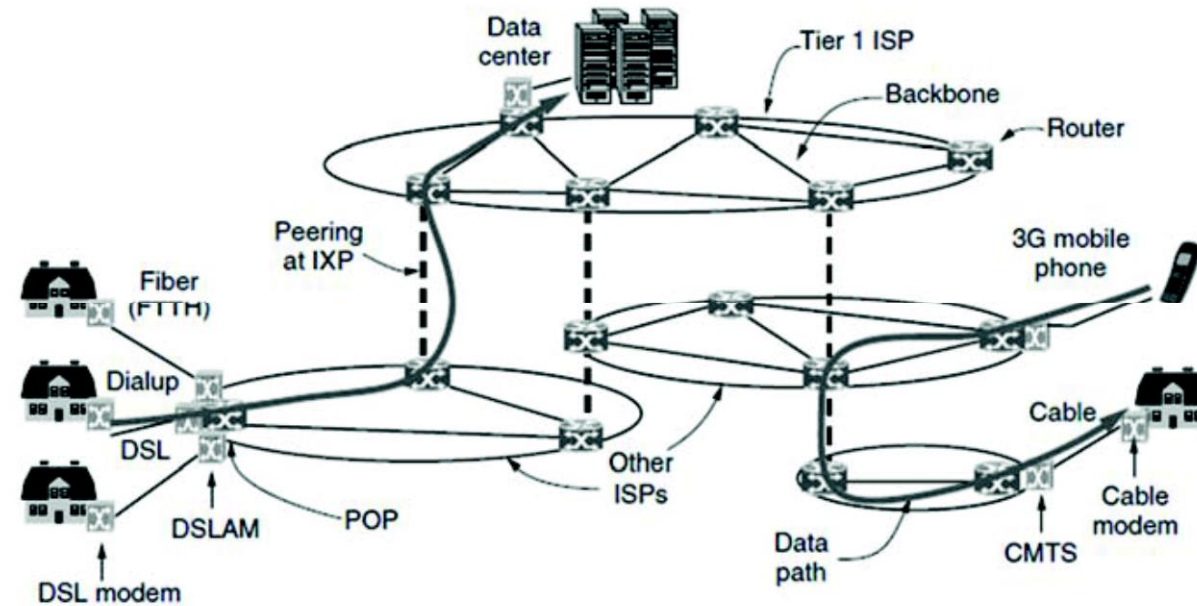 Data
center
Tier 1 ISP
Backbone
Router
Peering
at IXP
3G mobile
phone
Fiber
(FTTH)
Dialup
DSL
Cable
Other
ISPs
POP
DSLAM
DSL modem
Data
path
CMTS
Cable
modem